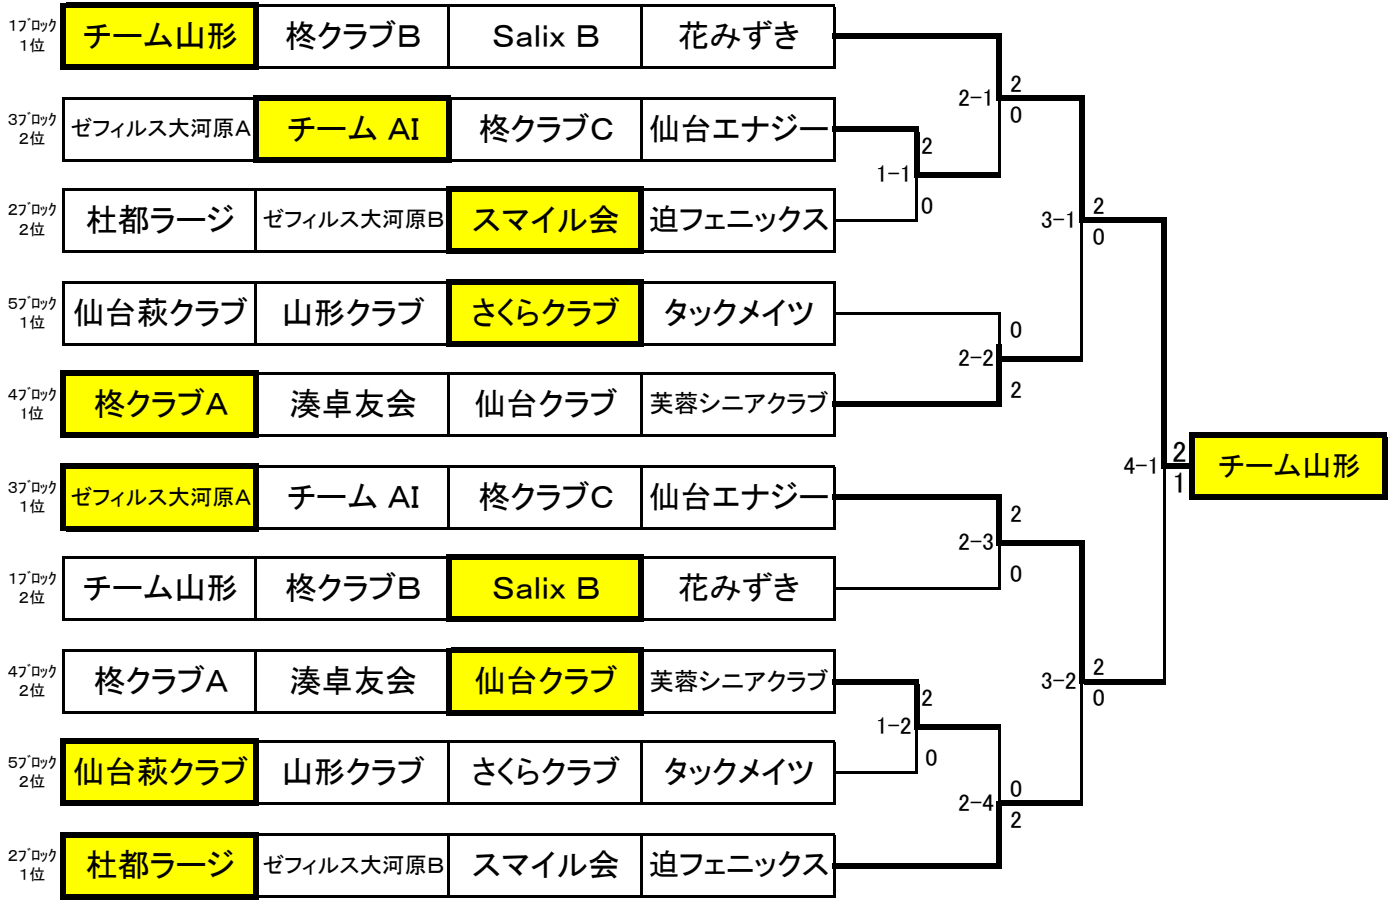 1ﾌﾞﾛｯｸ
1位
チーム山形 柊クラブB Salix B 花みずき
3ﾌﾞﾛｯｸ
2位
ゼフィルス大河原A チーム AI 柊クラブC 仙台エナジー
2ﾌﾞﾛｯｸ
2位
杜都ラージ ゼフィルス大河原B スマイル会 迫フェニックス
5ﾌﾞﾛｯｸ
1位
仙台萩クラブ 山形クラブ さくらクラブ タックメイツ
4ﾌﾞﾛｯｸ
1位
柊クラブA 湊卓友会 仙台クラブ 芙蓉シニアクラブ
3ﾌﾞﾛｯｸ
1位
ゼフィルス大河原A チーム AI 柊クラブC 仙台エナジー
1ﾌﾞﾛｯｸ
2位
チーム山形 柊クラブB Salix B 花みずき
4ﾌﾞﾛｯｸ
2位
柊クラブA 湊卓友会 仙台クラブ 芙蓉シニアクラブ
5ﾌﾞﾛｯｸ
2位
仙台萩クラブ 山形クラブ さくらクラブ タックメイツ
2ﾌﾞﾛｯｸ
1位
杜都ラージ ゼフィルス大河原B スマイル会 迫フェニックス
1-1
2
0
1-2
2
0
2-1
2
0
2-2
0
2
2-3
2
0
2-4
0
2
3-1
2
0
3-2
2
0
4-1
2
1
チーム山形